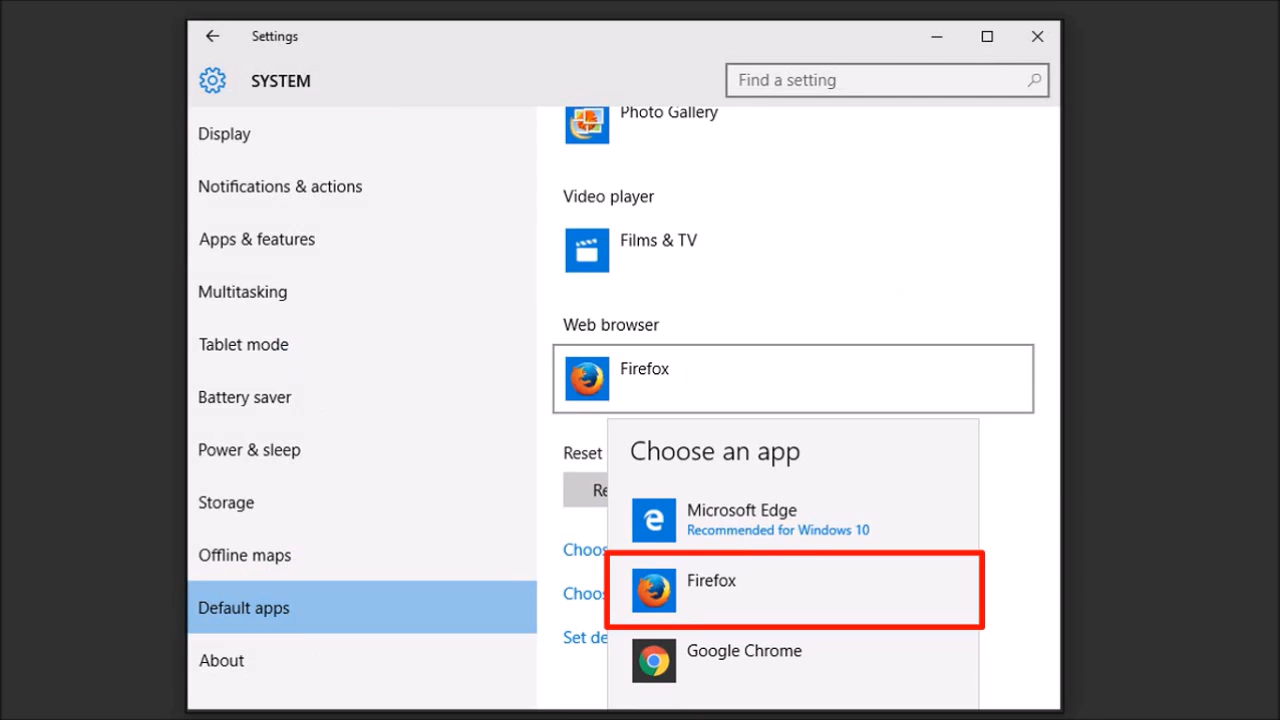 Settings
SYSTEM
Find a setting
Display
Notifications & actions
Apps & features
Multitasking
Tablet mode
Battery saver
Power & sleep
Storage
Offline maps
Default apps
About
Photo Gallery
Video player
Films & TV
Web browser
Firefox
Reset
Choose an app
Microsoft Edge
Recommended for Windows 10
Firefox
Google Chrome